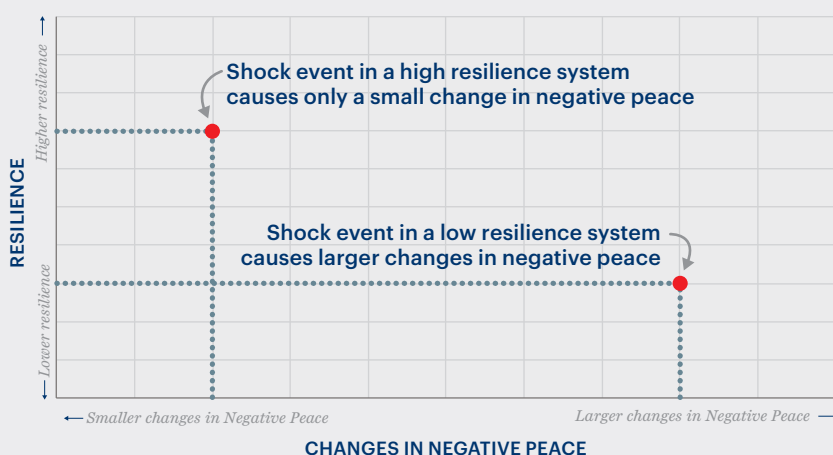 Higher resilience
Shock event in a high resilience system
causes only a small change in negative peace
RESILIENCE
Shock event in a low resilience system
causes larger changes in negative peace
Lower resilience
Smaller changes in Negative Peace
Larger changes in Negative Peace
CHANGES IN NEGATIVE PEACE